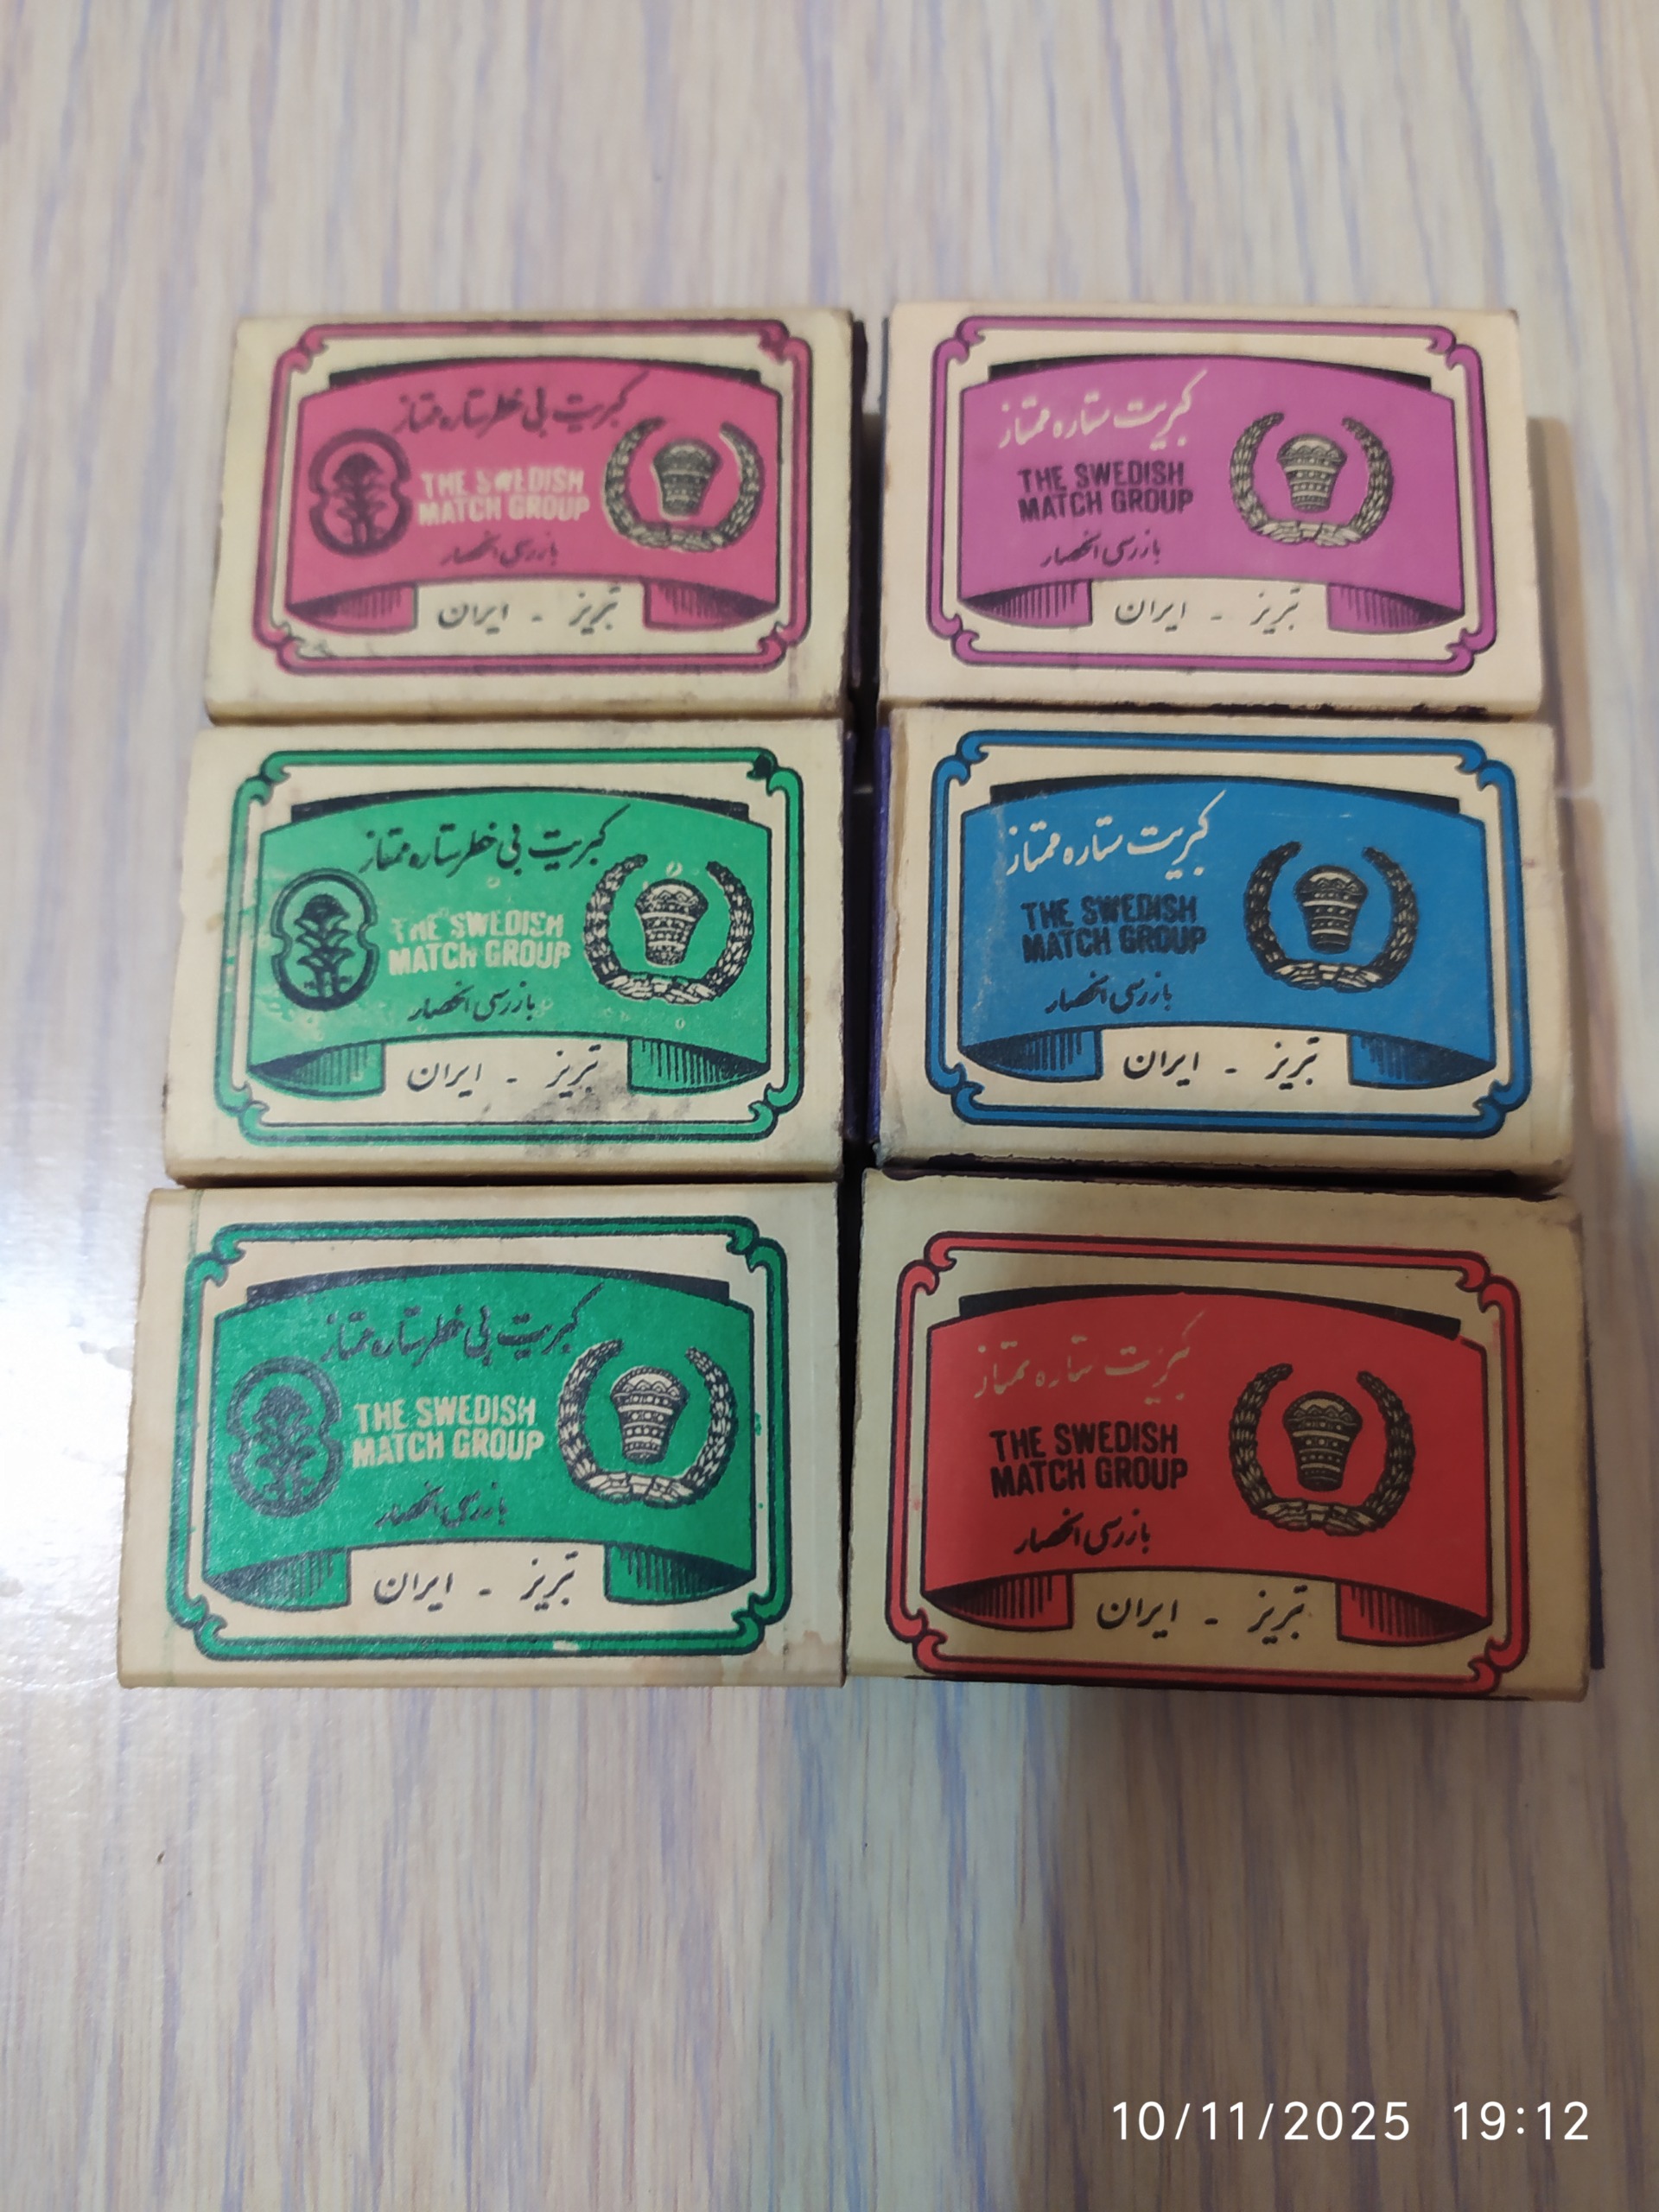 کبریت بی خطر ستاره ممتاز
THE SWEDISH
MATCH GROUP
بازرسی انحصار
تبریز - ایران
کبریت ستاره ممتاز
THE SWEDISH
MATCH GROUP
بازرسی انحصار
تبریز - ایران
کبریت بی خطر ستاره ممتاز
THE SWEDISH
MATCH GROUP
بازرسی انحصار
تبریز - ایران
کبریت ستاره ممتاز
THE SWEDISH
MATCH GROUP
بازرسی انحصار
تبریز - ایران
کبریت بی خطر ستاره ممتاز
THE SWEDISH
MATCH GROUP
بازرسی انحصار
تبریز - ایران
کبریت ستاره ممتاز
THE SWEDISH
MATCH GROUP
بازرسی انحصار
تبریز - ایران
10/11/2025 19:12